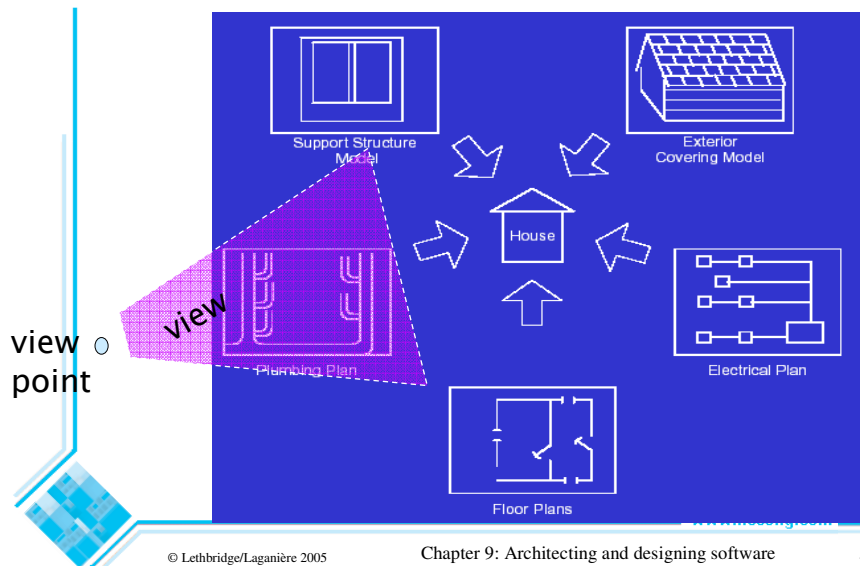 Support Structure
Model
Exterior
Covering Model
House
view
view
point
Plumbing Plan
Electrical Plan
Floor Plans
© Lethbridge/Laganière 2005
Chapter 9: Architecting and designing software